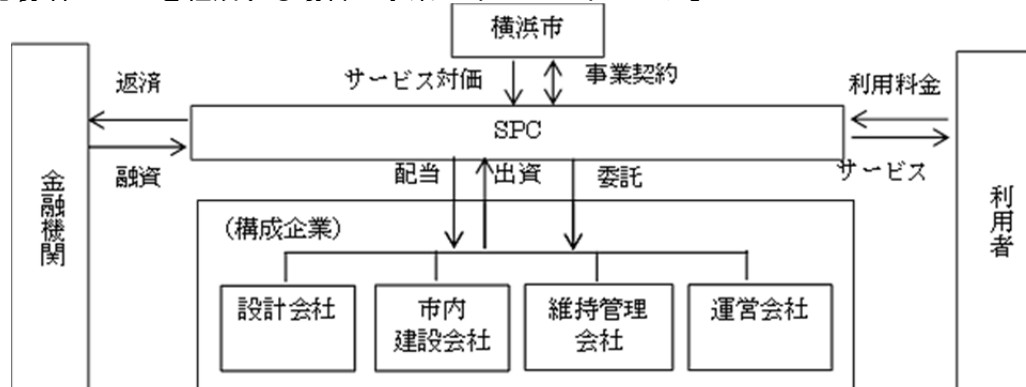 横浜市
返済
サービス対価
事業契約
利用料金
SPC
融資
配当
出資
委託
サービス
金融機関
利用者
(構成企業)
設計会社
市内
建設会社
維持管理
会社
運営会社